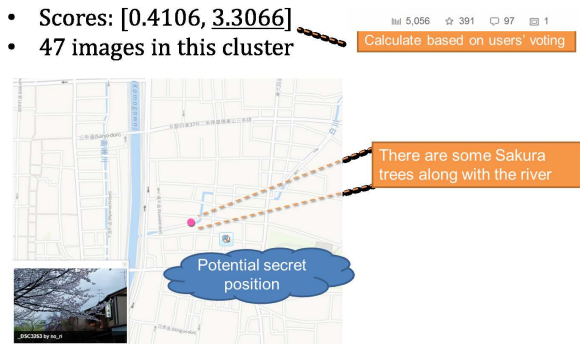 • Scores: [0.4106, 3.3066]
• 47 images in this cluster
5,056 391 97 1
Calculate based on users' voting
There are some Sakura
trees along with the river
Potential secret
position
_DSC3263 by no_ri